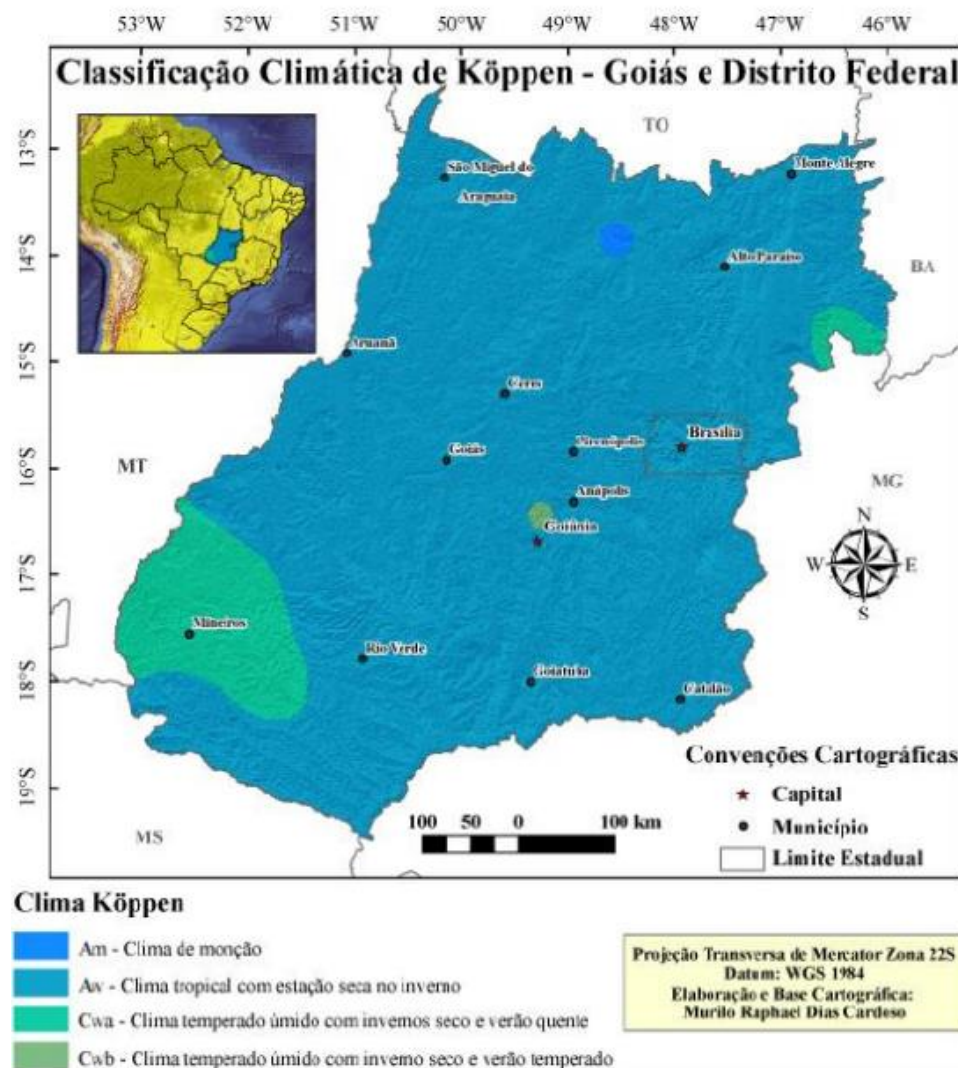 53°W 52°W 51°W 50°W 49°W 48°W 47°W 46°W
Classificação Climática de Köppen - Goiás e Distrito Federal
TO
13°S
São Miguel do
Araguaia
Monte Alegre
14°S
Alto Paraíso
BA
15°S
Aruanã
Ceres
Goiás
Pirenópolis
Brasília
16°S
MT
MG
Anápolis
Goiânia
N
W E
S
17°S
Mineiros
Rio Verde
Goiatuba
Catalão
18°S
19°S
MS
Convenções Cartográficas
Capital
Município
Limite Estadual
100 50 0 100 km
Clima Köppen
Am - Clima de monção
Aw - Clima tropical com estação seca no inverno
Cwa - Clima temperado úmido com invernos seco e verão quente
Cwb - Clima temperado úmido com inverno seco e verão temperado
Projeção Transversa de Mercator Zona 22S
Datum: WGS 1984
Elaboração e Base Cartográfica:
Murilo Raphael Dias Cardoso